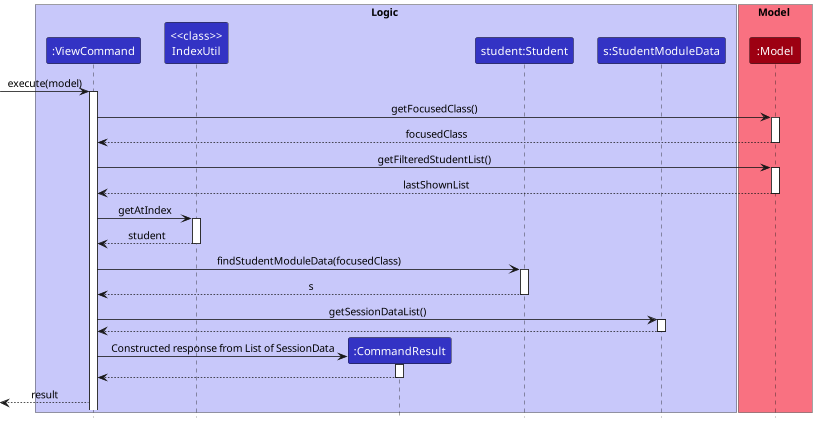 Logic
Model
<<class>>
IndexUtil
:ViewCommand
student:Student
s:StudentModuleData
:Model
execute(model)
getFocusedClass()
focusedClass
getFilteredStudentList()
lastShownList
getAtIndex
student
findStudentModuleData(focusedClass)
s
getSessionDataList()
Constructed response from List of SessionData
:CommandResult
result